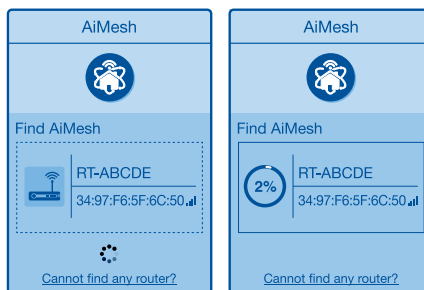 AiMesh
Find AiMesh
RT-ABCDE
34:97:F6:5F:6C:50
Cannot find any router?
AiMesh
Find AiMesh
2%
RT-ABCDE
34:97:F6:5F:6C:50
Cannot find any router?